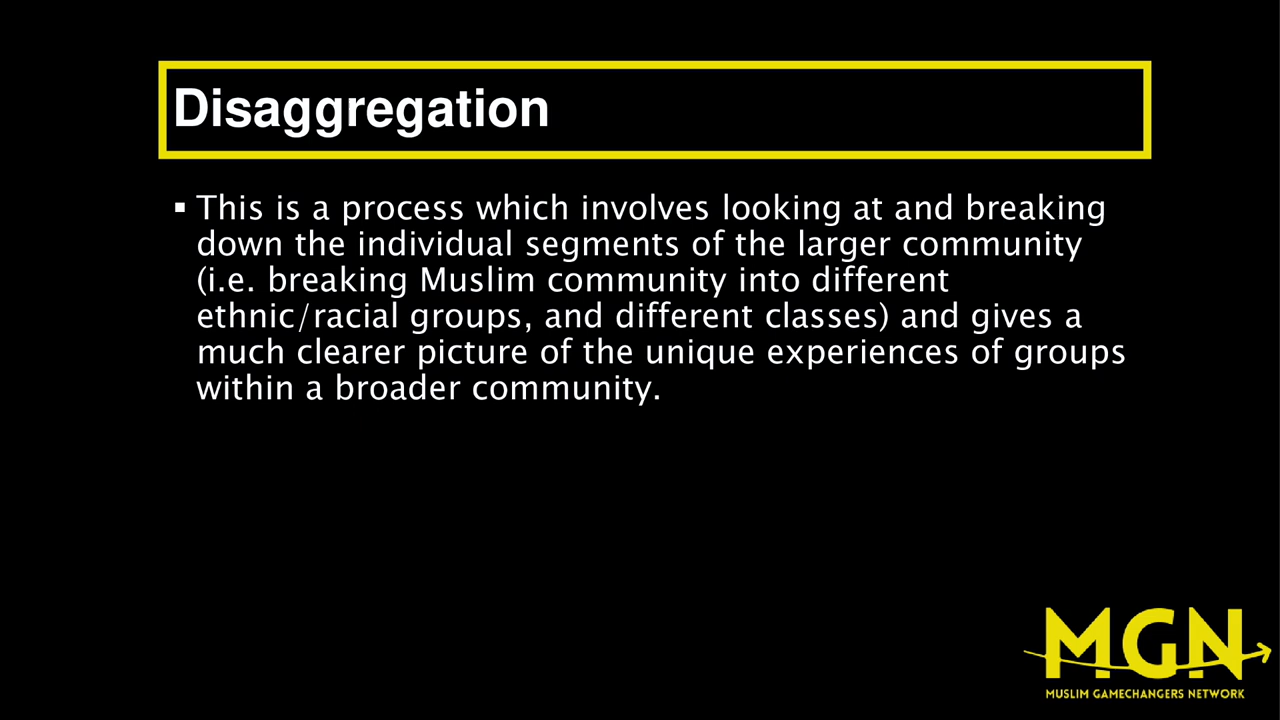 Disaggregation
▪ This is a process which involves looking at and breaking
down the individual segments of the larger community
(i.e. breaking Muslim community into different
ethnic/racial groups, and different classes) and gives a
much clearer picture of the unique experiences of groups
within a broader community.
MGN
MUSLIM GAMECHANGERS NETWORK